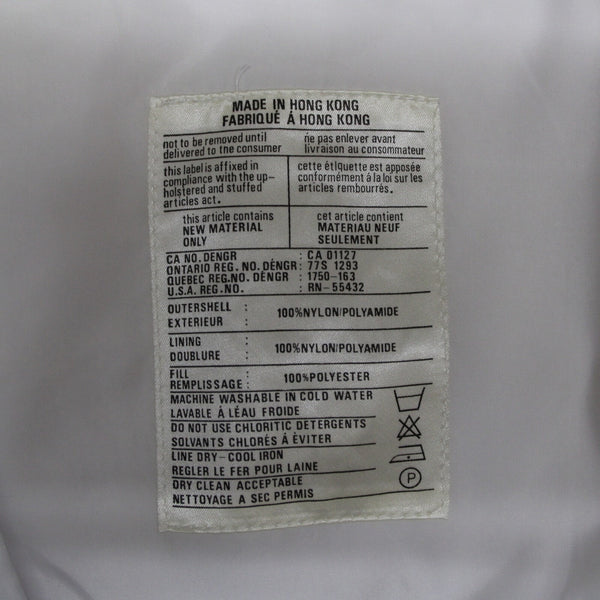 MADE IN HONG KONG
FABRIQUÉ Á HONG KONG
not to be removed until
delivered to the consumer
ñe pas enlever avant
livraison au consommateur
this label is affixed in
compliance with the up-
holstered and stuffed
articles act.
cette étiquette est apposée
conformément à la loi sur les
articles rembourrés.
this article contains
NEW MATERIAL
ONLY
cet article contient
MATERIAU NEUF
SEULEMENT
CA NO. DENGR : CA 01127
ONTARIO REG. NO. DÉNGR : 77S 1293
QUEBEC REG.NO. DÉNGR : 1750-163
U.S.A. REG.NO. : RN-55432
OUTERSHELL :
EXTERIEUR : 100%NYLON/POLYAMIDE
LINING :
DOUBLURE : 100%NYLON/POLYAMIDE
FILL :
REMPLISSAGE : 100%POLYESTER
MACHINE WASHABLE IN COLD WATER
LAVABLE À LÉAU FROIDE
DO NOT USE CHLORITIC DETERGENTS
SOLVANTS CHLORÉS Á ÉVITER
LINE DRY-COOL IRON
REGLER LE FER POUR LAINE
DRY CLEAN ACCEPTABLE
NETTOYAGE A SEC PERMIS
P